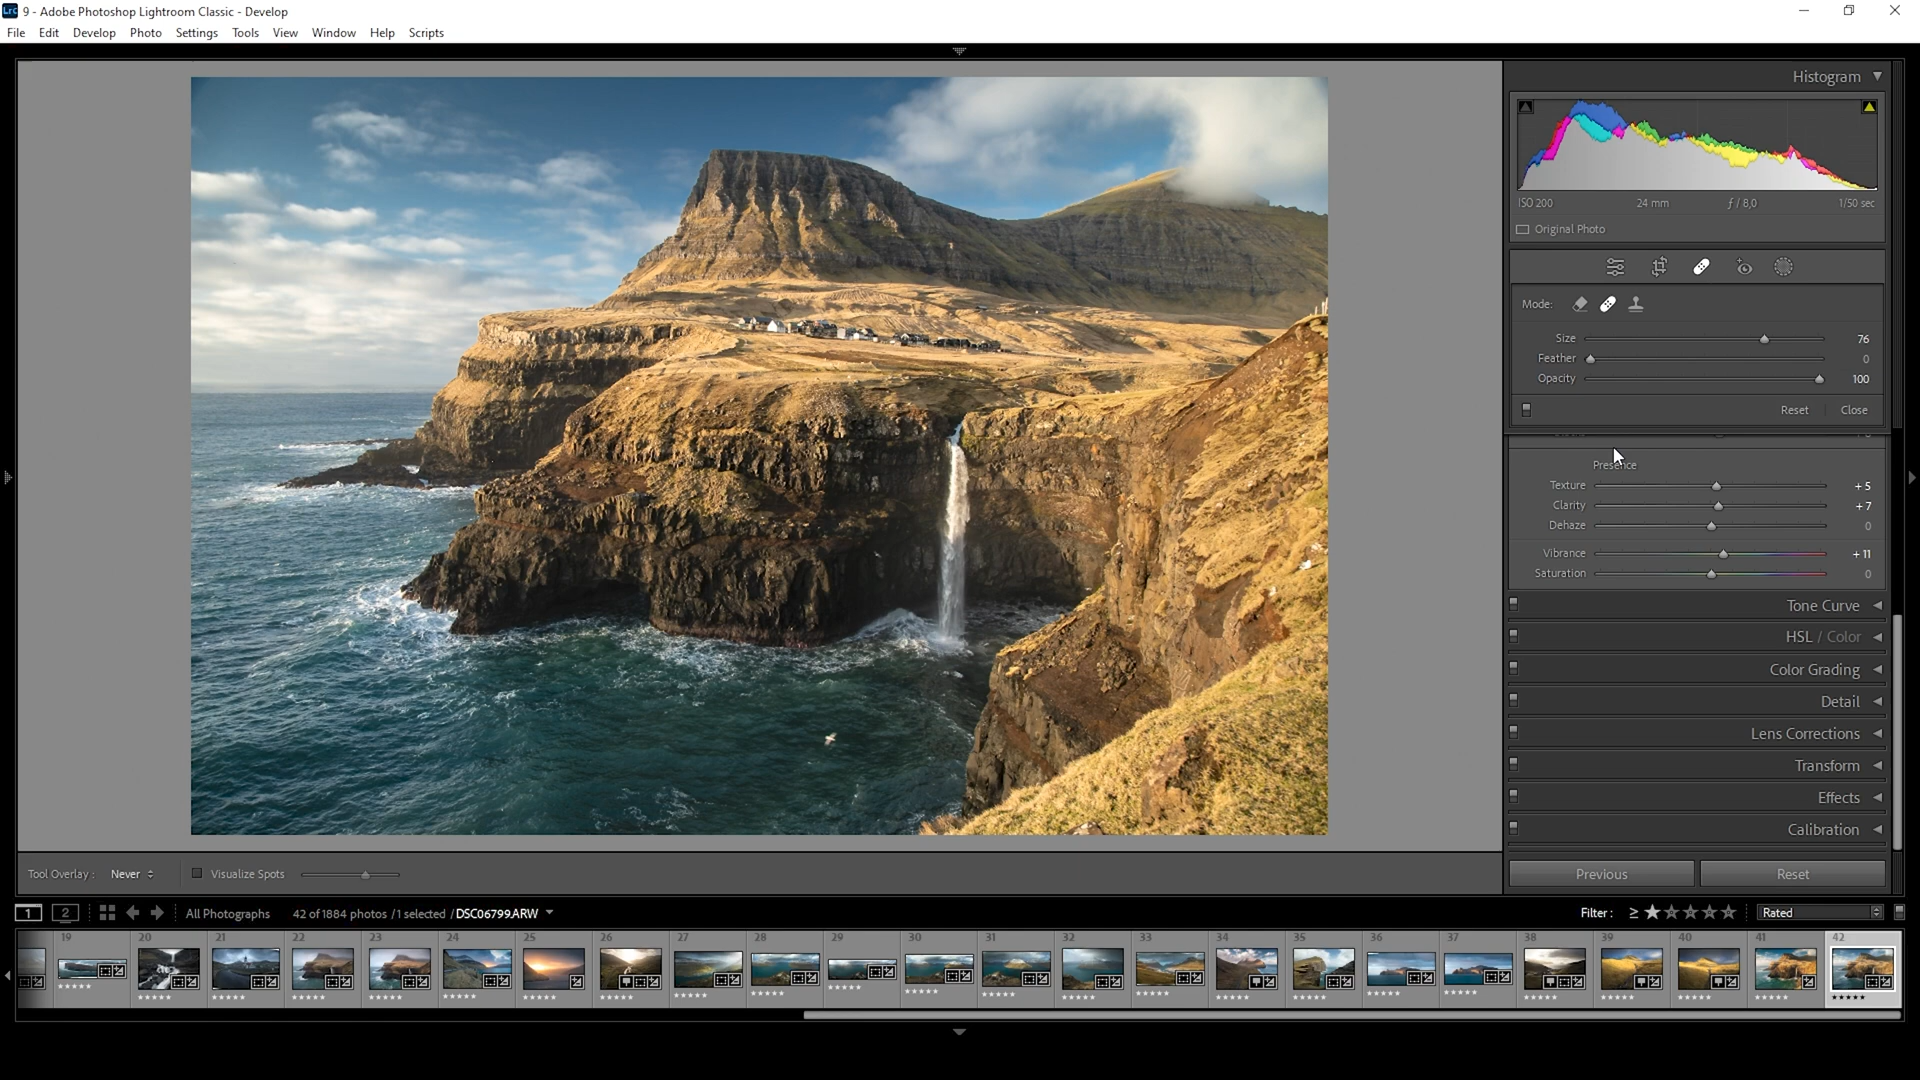 Lrc 9 - Adobe Photoshop Lightroom Classic - Develop
File Edit Develop Photo Settings Tools View Window Help Scripts
Histogram
ISO 200 24 mm ƒ / 8,0 1/50 sec
Original Photo
Mode:
Size 76
Feather 0
Opacity 100
Reset Close
Presence
Texture + 5
Clarity + 7
Dehaze 0
Vibrance + 11
Saturation 0
Tone Curve
HSL / Color
Color Grading
Detail
Lens Corrections
Transform
Effects
Calibration
Tool Overlay : Never Visualize Spots
Previous Reset
1 2 All Photographs 42 of 1884 photos / 1 selected / DSC06799.ARW Filter : ≥ ★★★★★ Rated
19 20 21 22 23 24 25 26 27 28 29 30 31 32 33 34 35 36 37 38 39 40 41 42